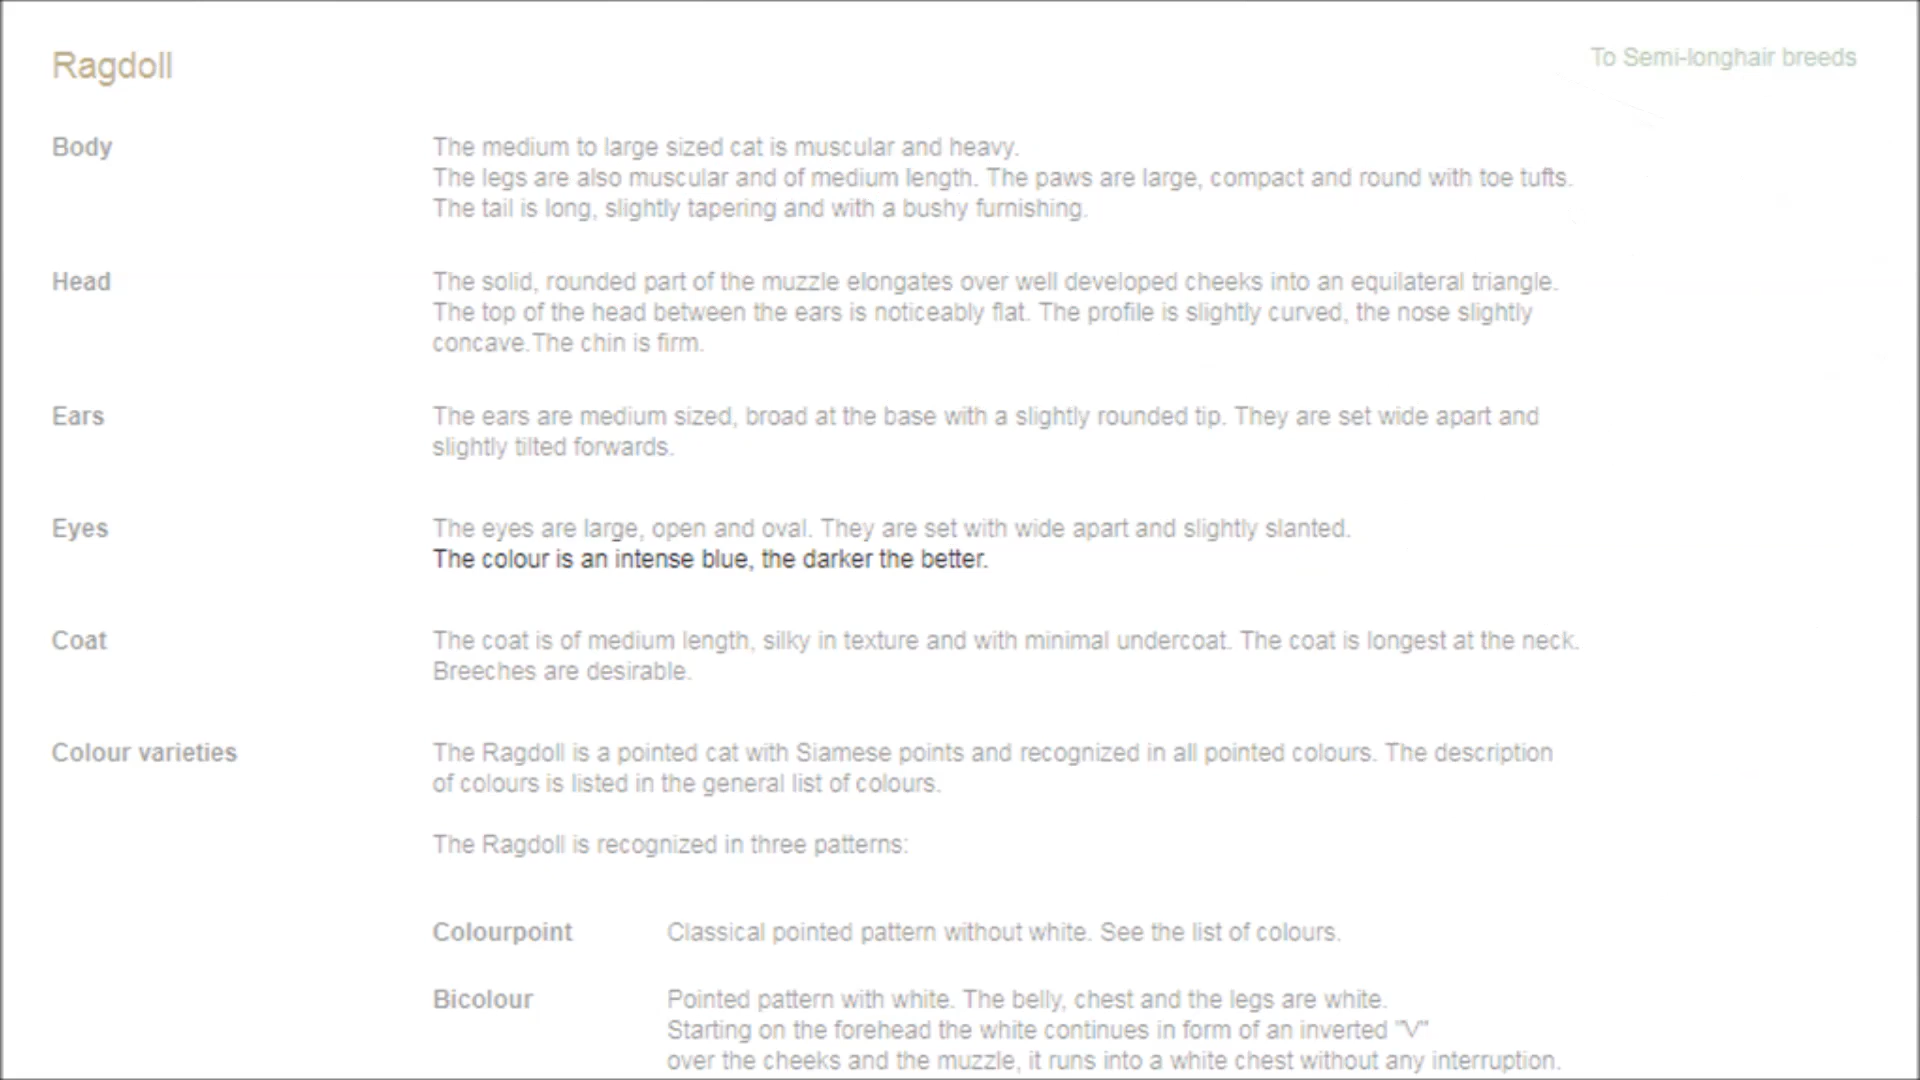 Ragdoll
To Semi-longhair breeds
Body
The medium to large sized cat is muscular and heavy.
The legs are also muscular and of medium length. The paws are large, compact and round with toe tufts.
The tail is long, slightly tapering and with a bushy furnishing.
Head
The solid, rounded part of the muzzle elongates over well developed cheeks into an equilateral triangle.
The top of the head between the ears is noticeably flat. The profile is slightly curved, the nose slightly
concave.The chin is firm.
Ears
The ears are medium sized, broad at the base with a slightly rounded tip. They are set wide apart and
slightly tilted forwards.
Eyes
The eyes are large, open and oval. They are set with wide apart and slightly slanted.
The colour is an intense blue, the darker the better.
Coat
The coat is of medium length, silky in texture and with minimal undercoat. The coat is longest at the neck.
Breeches are desirable.
Colour varieties
The Ragdoll is a pointed cat with Siamese points and recognized in all pointed colours. The description
of colours is listed in the general list of colours.
The Ragdoll is recognized in three patterns:
Colourpoint
Classical pointed pattern without white. See the list of colours.
Bicolour
Pointed pattern with white. The belly, chest and the legs are white.
Starting on the forehead the white continues in form of an inverted "V"
over the cheeks and the muzzle, it runs into a white chest without any interruption.